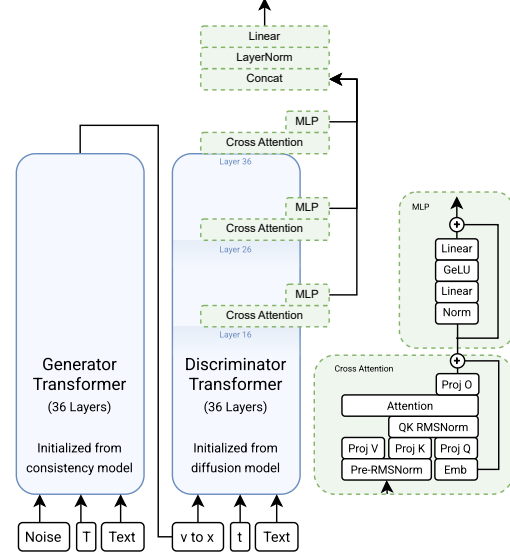 Linear
LayerNorm
Concat
MLP
Cross Attention
Layer 36
MLP
Cross Attention
Layer 26
MLP
Cross Attention
Layer 16
Generator
Transformer
(36 Layers)
Initialized from
consistency model
Discriminator
Transformer
(36 Layers)
Initialized from
diffusion model
Noise
T
Text
v to x
t
Text
MLP
+
Linear
GeLU
Linear
Norm
+
Cross Attention
Proj O
Attention
QK RMSNorm
Proj V
Proj K
Proj Q
Pre-RMSNorm
Emb